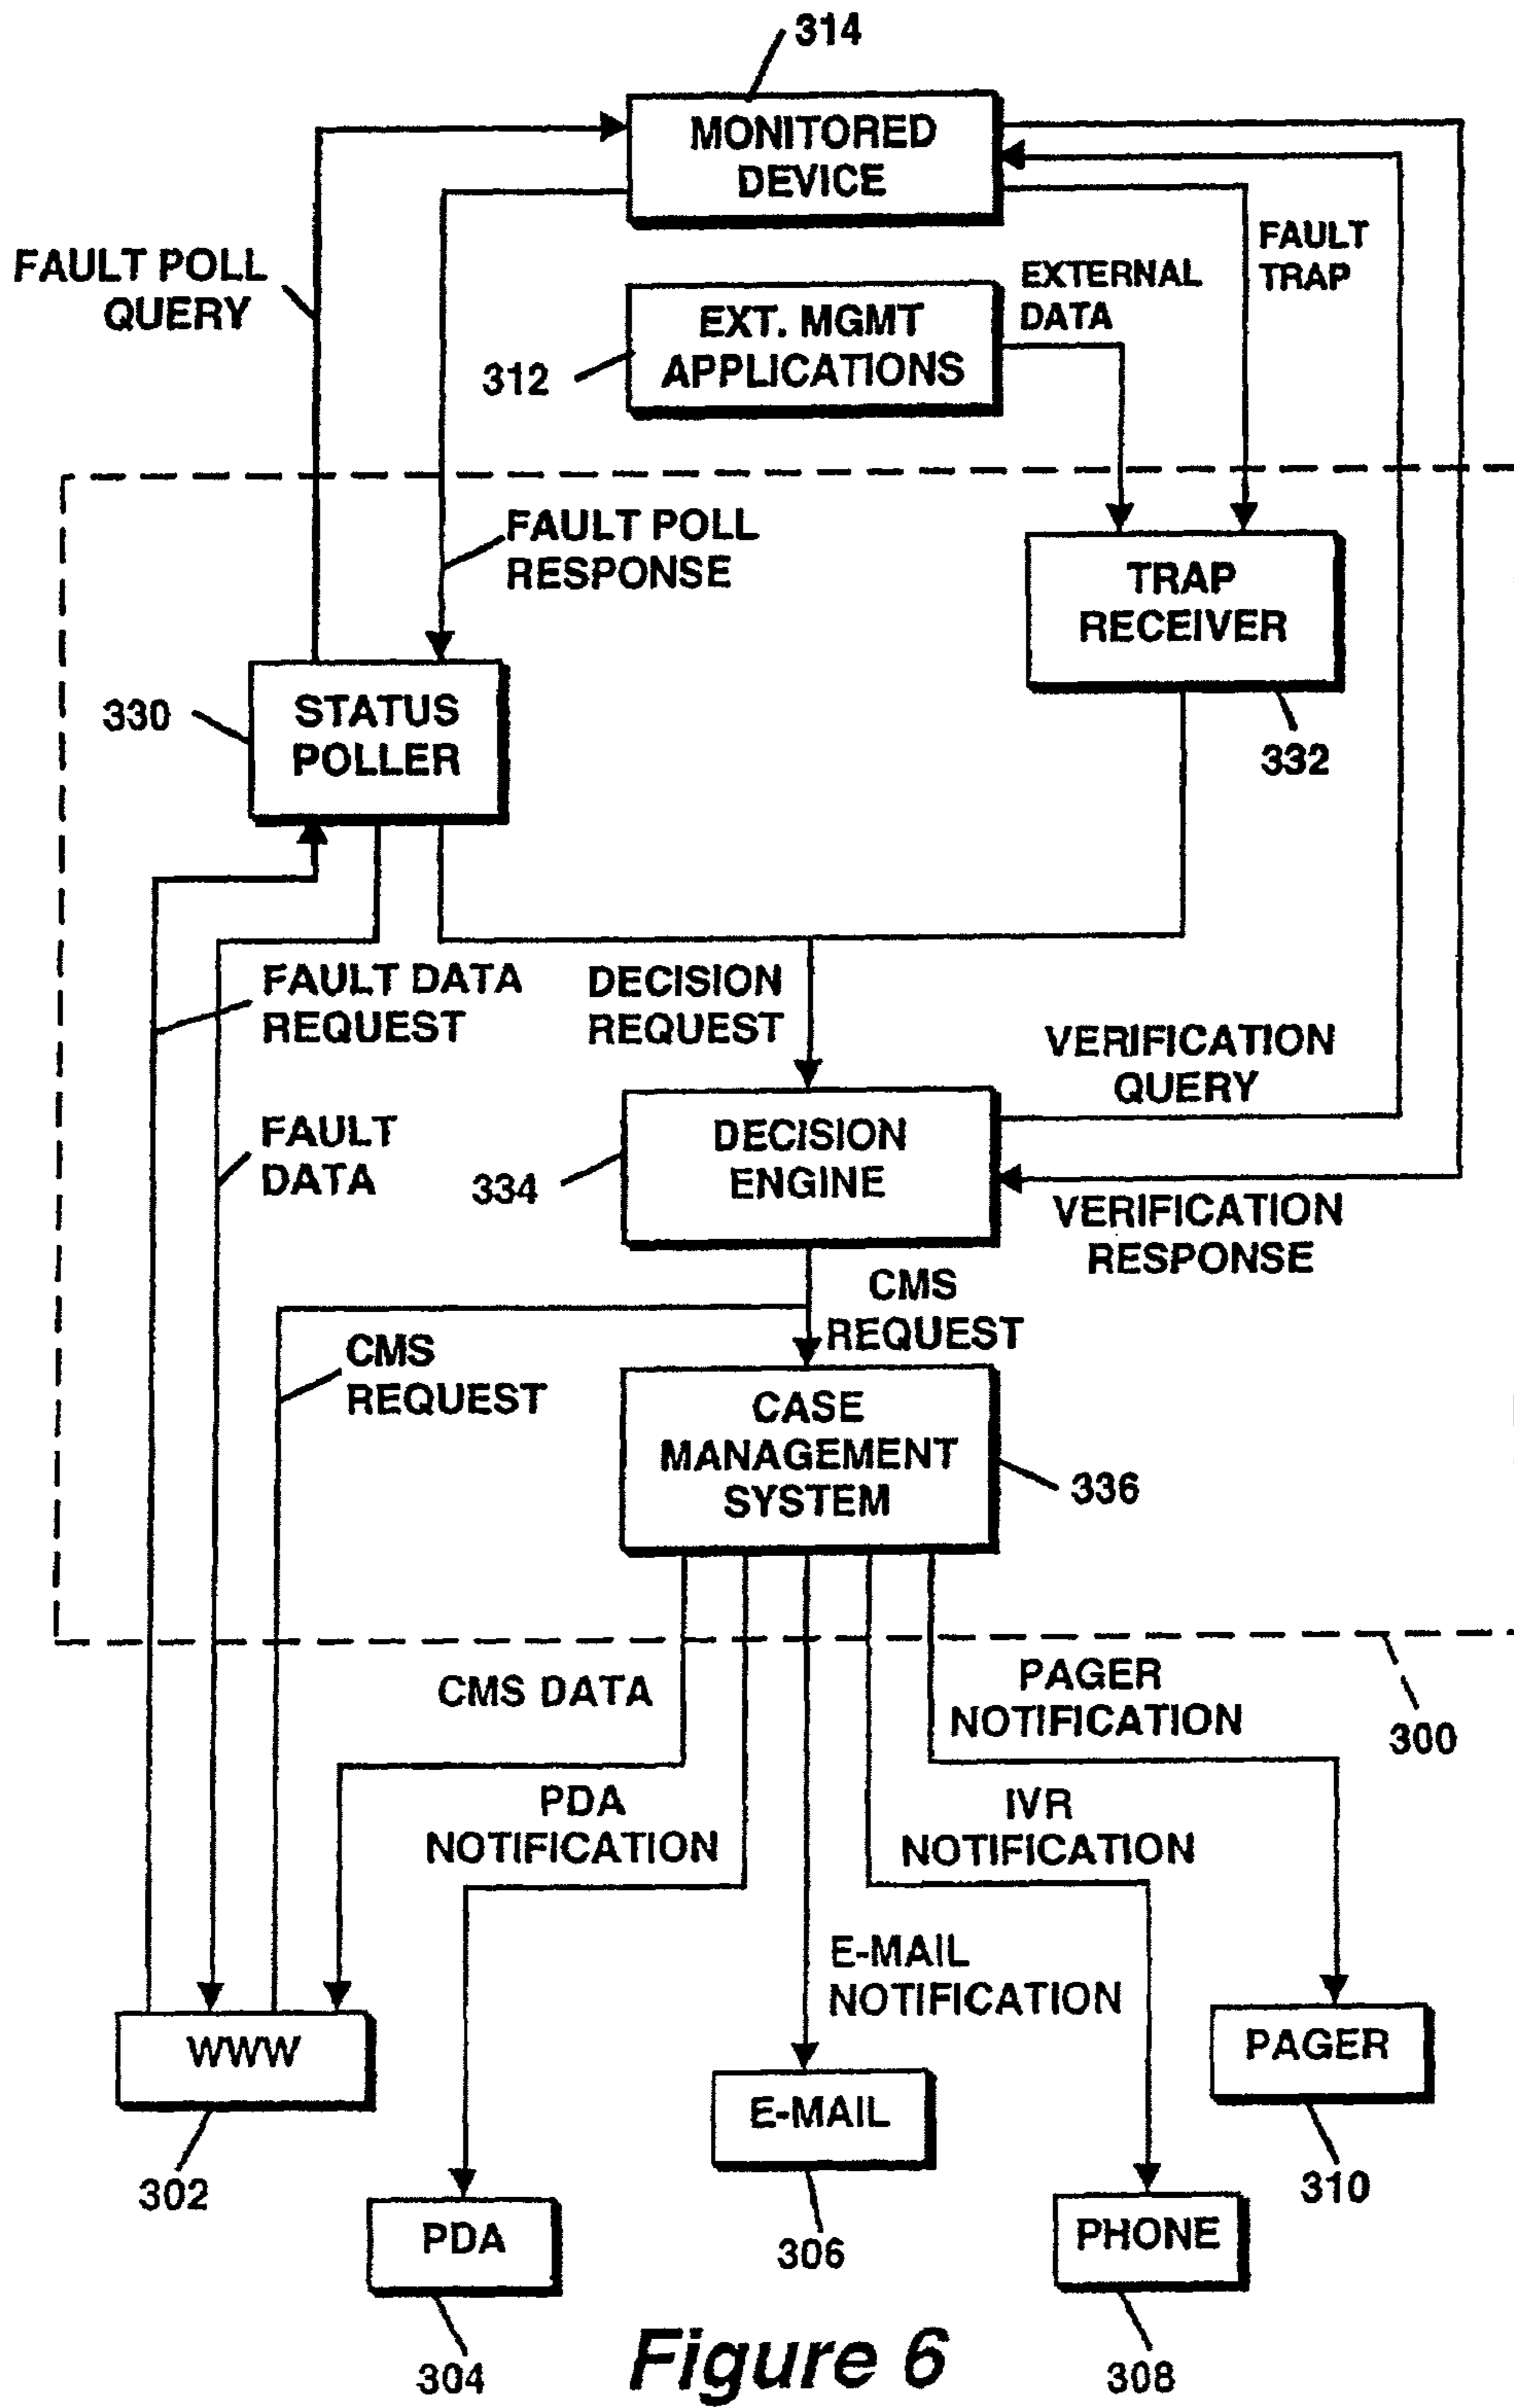 314
MONITORED
DEVICE
FAULT POLL
QUERY
FAULT
TRAP
EXTERNAL
DATA
EXT. MGMT
APPLICATIONS
312
FAULT POLL
RESPONSE
TRAP
RECEIVER
332
330
STATUS
POLLER
FAULT DATA
REQUEST
DECISION
REQUEST
VERIFICATION
QUERY
FAULT
DATA
DECISION
ENGINE
334
VERIFICATION
RESPONSE
CMS
REQUEST
CMS
REQUEST
CASE
MANAGEMENT
SYSTEM
336
CMS DATA
PAGER
NOTIFICATION
300
PDA
NOTIFICATION
IVR
NOTIFICATION
E-MAIL
NOTIFICATION
WWW
302
PAGER
310
E-MAIL
306
PDA
304
PHONE
308
Figure 6